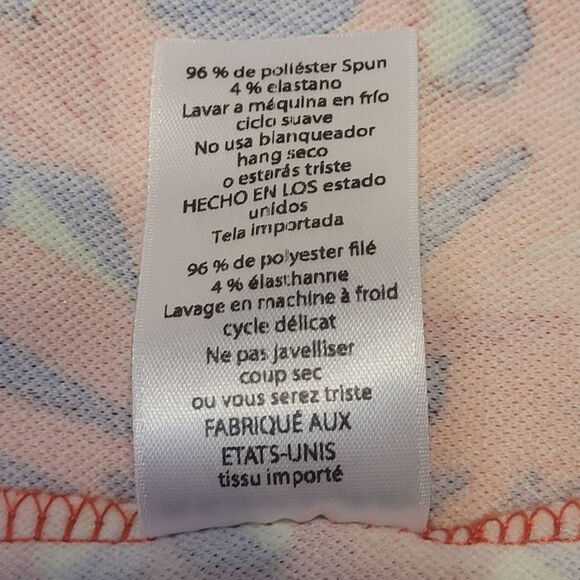 96 % de poliéster Spun
4 % elastano
Lavar a máquina en frío
ciclo suave
No usa blanqueador
hang seco
o estarás triste
HECHO EN LOS estado
unidos
Tela importada
96 % de polyester filé
4 % élasthanne
Lavage en machine à froid
cycle délicat
Ne pas javelliser
coup sec
ou vous serez triste
FABRIQUÉ AUX
ETATS-UNIS
tissu importé